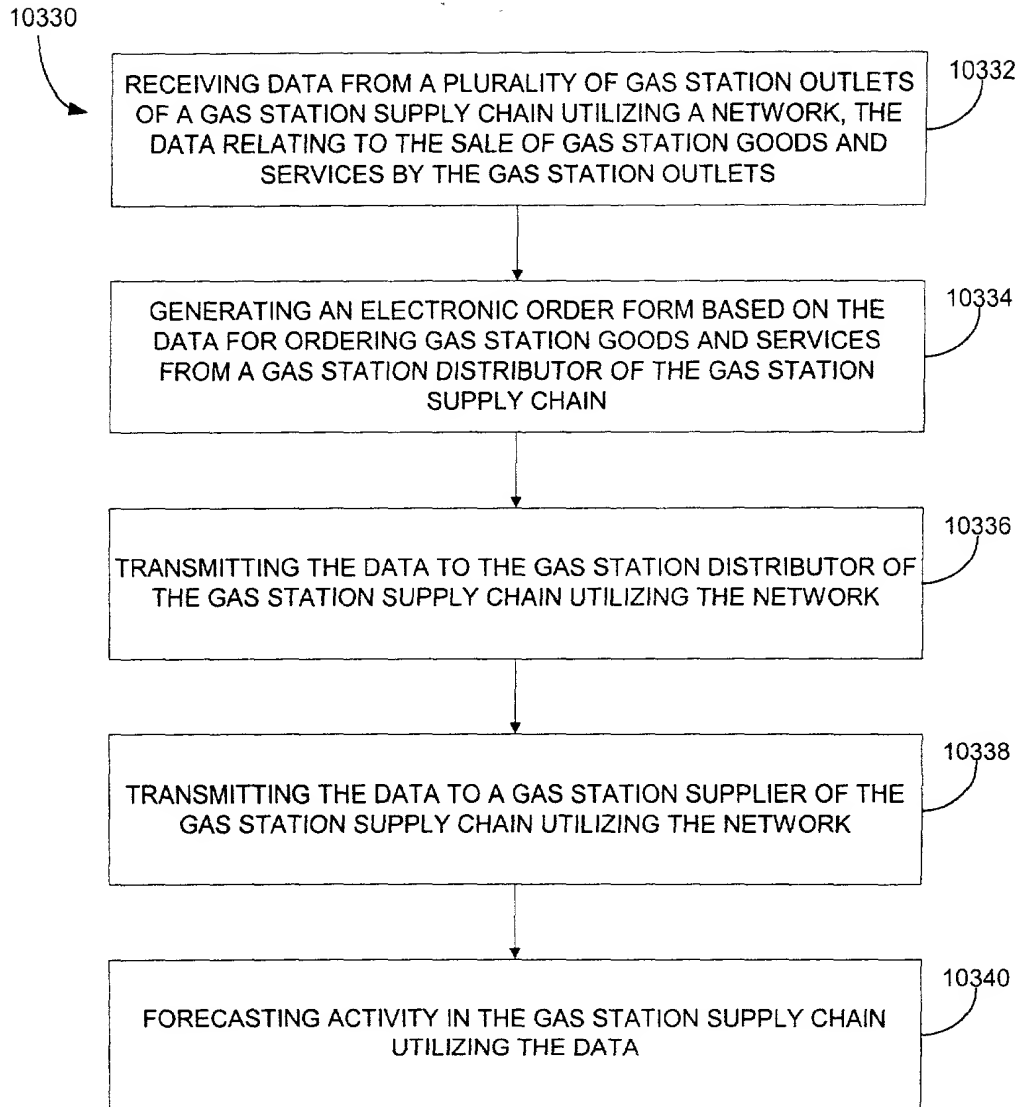 10330
RECEIVING DATA FROM A PLURALITY OF GAS STATION OUTLETS
OF A GAS STATION SUPPLY CHAIN UTILIZING A NETWORK, THE
DATA RELATING TO THE SALE OF GAS STATION GOODS AND
SERVICES BY THE GAS STATION OUTLETS
10332
GENERATING AN ELECTRONIC ORDER FORM BASED ON THE
DATA FOR ORDERING GAS STATION GOODS AND SERVICES
FROM A GAS STATION DISTRIBUTOR OF THE GAS STATION
SUPPLY CHAIN
10334
TRANSMITTING THE DATA TO THE GAS STATION DISTRIBUTOR OF
THE GAS STATION SUPPLY CHAIN UTILIZING THE NETWORK
10336
TRANSMITTING THE DATA TO A GAS STATION SUPPLIER OF THE
GAS STATION SUPPLY CHAIN UTILIZING THE NETWORK
10338
FORECASTING ACTIVITY IN THE GAS STATION SUPPLY CHAIN
UTILIZING THE DATA
10340